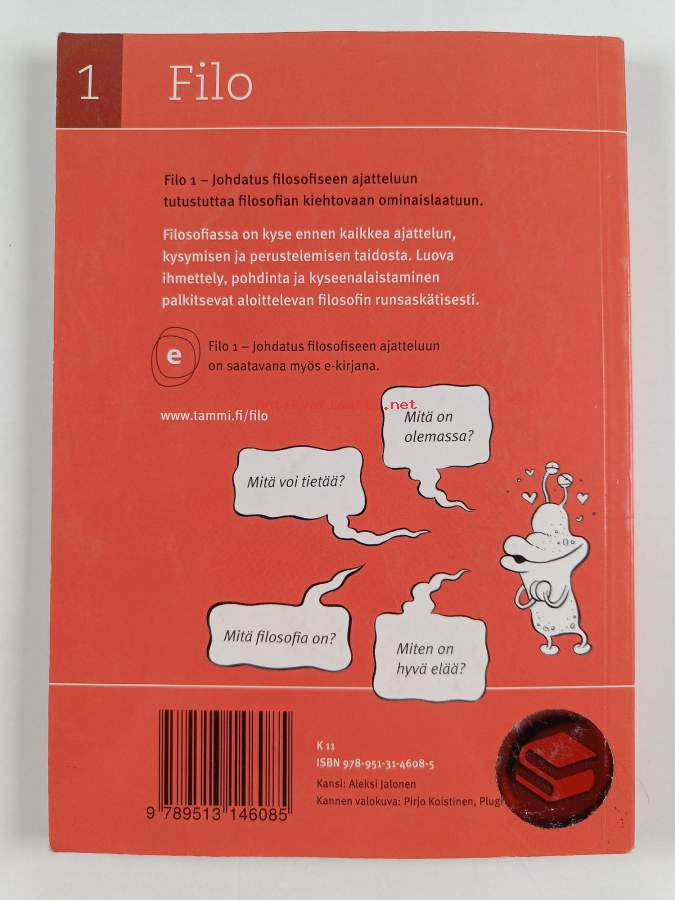 1 Filo
Filo 1 – Johdatus filosofiseen ajatteluun
tutustuttaa filosofian kiehtovaan ominaislaatuun.
Filosofiassa on kyse ennen kaikkea ajattelun,
kysymisen ja perustelemisen taidosta. Luova
ihmettely, pohdinta ja kyseenalaistaminen
palkitsevat aloittelevan filosofin runsaskätisesti.
e
Filo 1 – Johdatus filosofiseen ajatteluun
on saatavana myös e-kirjana.
www.tammi.fi/filo
Mitä on
olemassa?
Mitä voi tietää?
Mitä filosofia on?
Miten on
hyvä elää?
K 11
ISBN 978-951-31-4608-5
Kansi: Aleksi Jalonen
Kannen valokuva: Pirjo Koistinen, Plugi
9 789513 146085